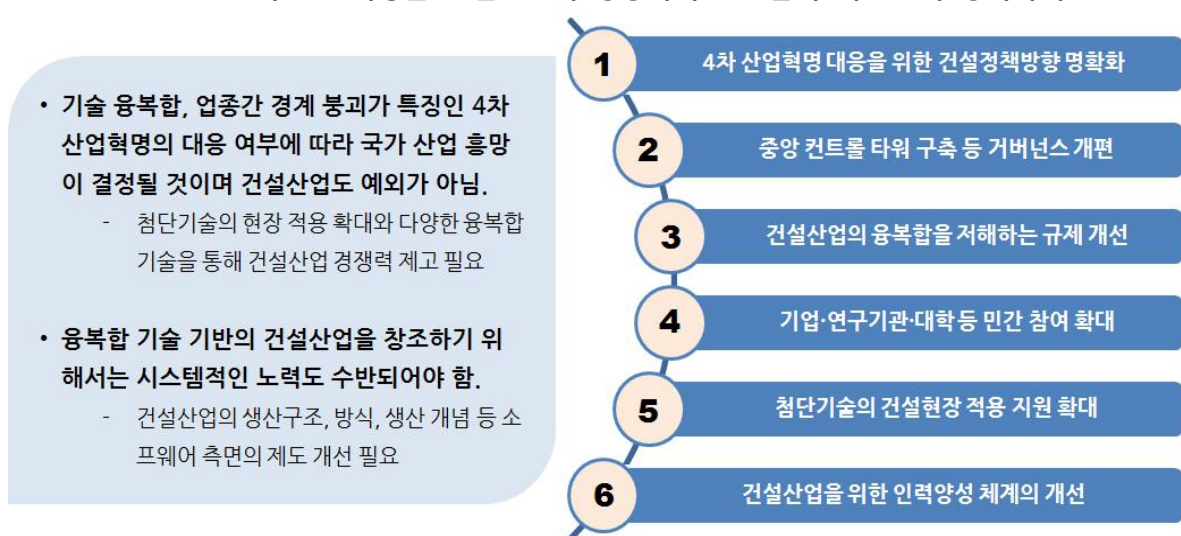 • 기술 융복합, 업종간 경계 붕괴가 특징인 4차
산업혁명의 대응 여부에 따라 국가 산업 흥망
이 결정될 것이며 건설산업도 예외가 아님.
- 첨단기술의 현장 적용 확대와 다양한 융복합
기술을 통해 건설산업 경쟁력 제고 필요
• 융복합 기술 기반의 건설산업을 창조하기 위
해서는 시스템적인 노력도 수반되어야 함.
- 건설산업의 생산구조, 방식, 생산 개념 등 소
프웨어 측면의 제도 개선 필요
1 4차 산업혁명 대응을 위한 건설정책방향 명확화
2 중앙 컨트롤 타워 구축 등 거버넌스 개편
3 건설산업의 융복합을 저해하는 규제 개선
4 기업·연구기관·대학 등 민간 참여 확대
5 첨단기술의 건설현장 적용 지원 확대
6 건설산업을 위한 인력양성 체계의 개선